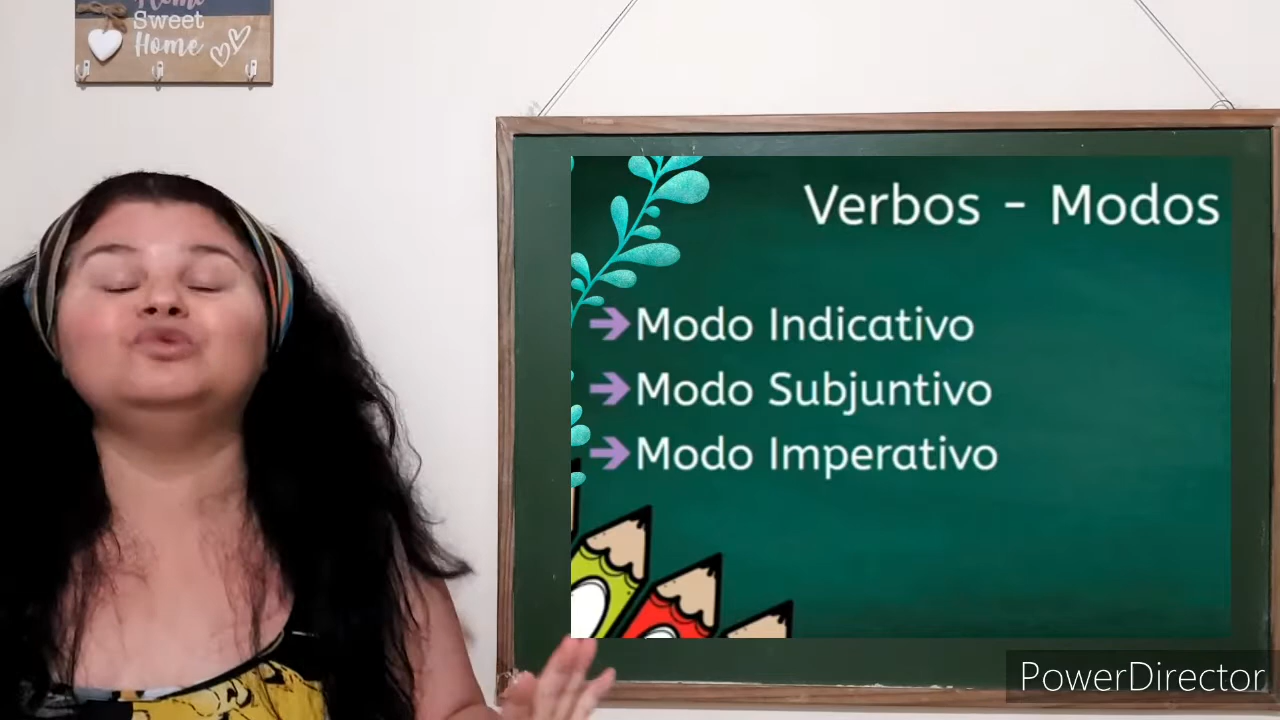 Home
Sweet
Home
Verbos - Modos
Modo Indicativo
Modo Subjuntivo
Modo Imperativo
PowerDirector